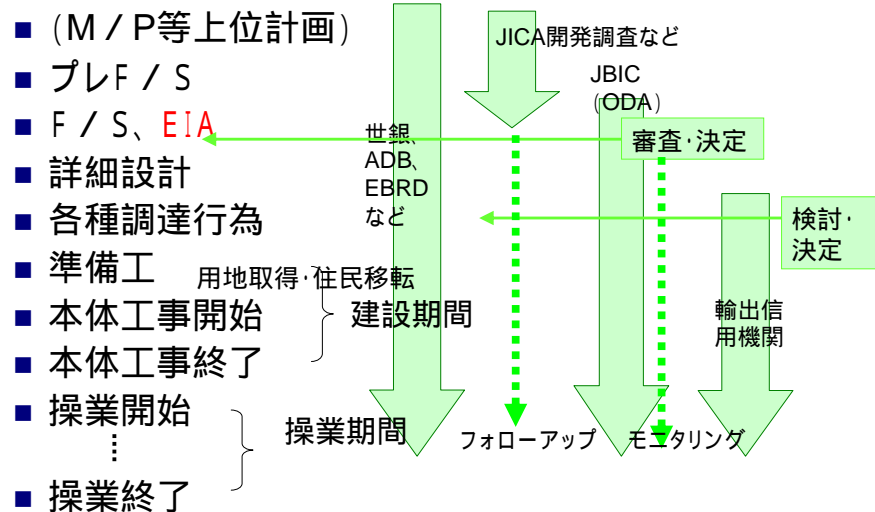 (M／P等上位計画)
プレF／S
F／S、EIA
詳細設計
各種調達行為
準備工
用地取得・住民移転
本体工事開始
建設期間
本体工事終了
操業開始
操業期間
操業終了
世銀、
ADB、
EBRD
など
JICA開発調査など
JBIC
(ODA)
審査・決定
検討・
決定
輸出信
用機関
フォローアップ
モニタリング